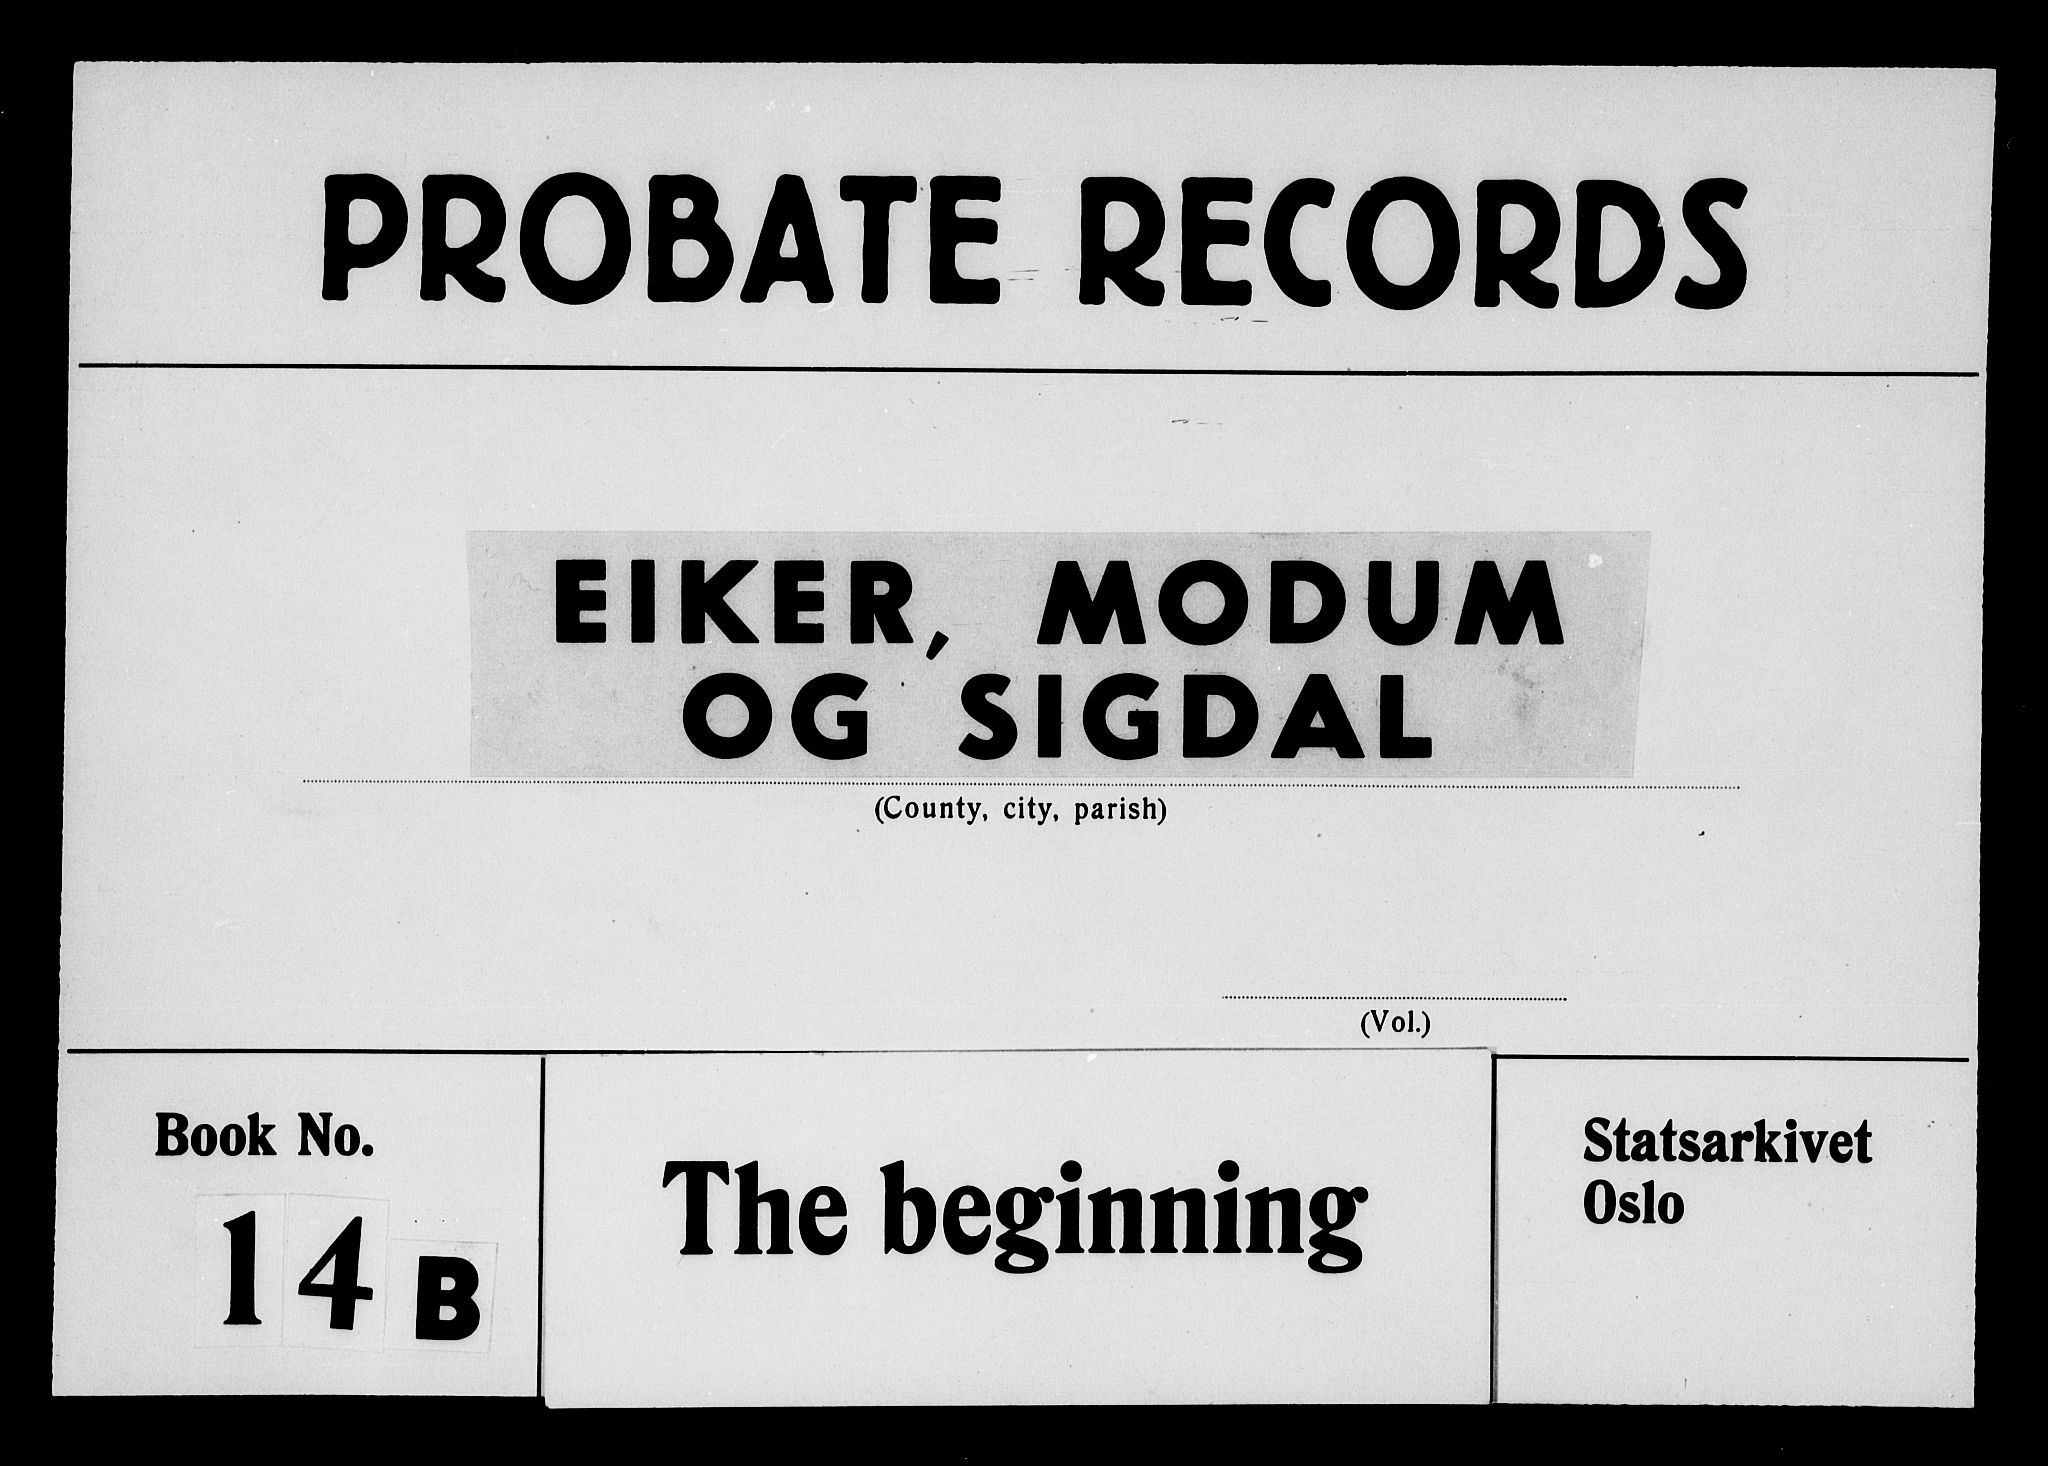 PROBATE RECORDS
EIKER, MODUM
OG SIGDAL
(County, city, parish)
(Vol.)
Book No.
14 B
The beginning
Statsarkivet
Oslo